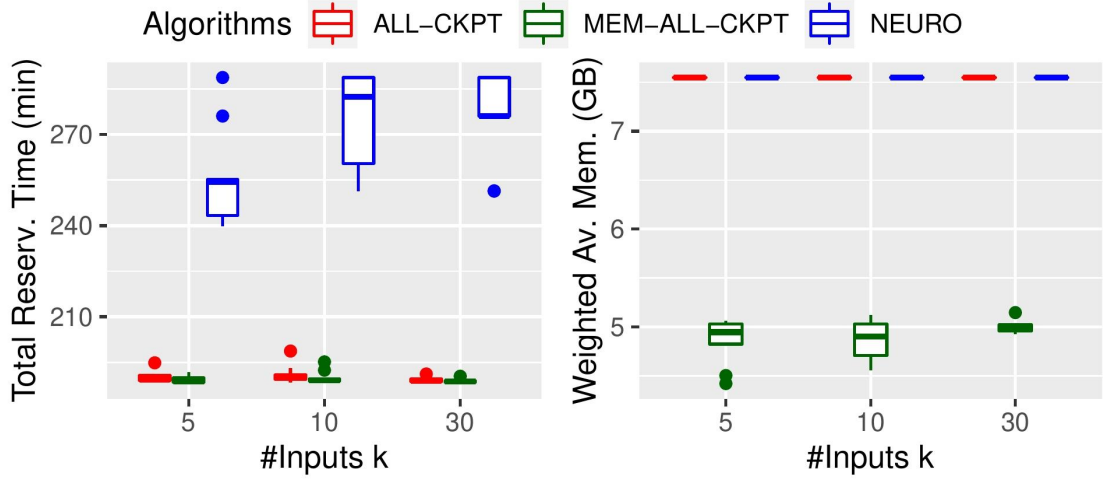 Algorithms ALL−CKPT MEM−ALL−CKPT NEURO
Total Reserv. Time (min)
270
240
210
5 10 30
#Inputs k
Weighted Av. Mem. (GB)
7
6
5
5 10 30
#Inputs k